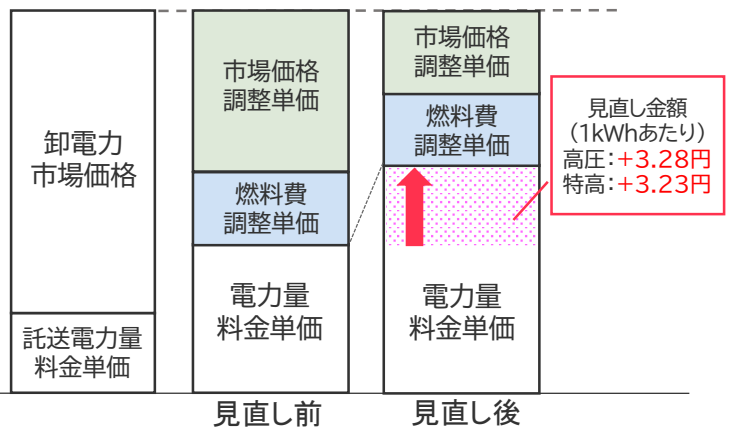 卸電力
市場価格
託送電力量
料金単価
市場価格
調整単価
燃料費
調整単価
電力量
料金単価
見直し前
市場価格
調整単価
燃料費
調整単価
電力量
料金単価
見直し後
見直し金額
(1kWhあたり)
高圧:+3.28円
特高:+3.23円